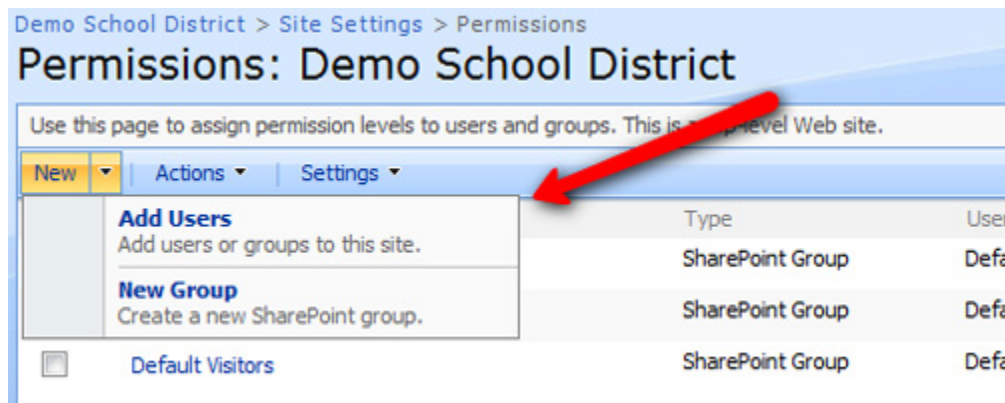 Demo School District > Site Settings > Permissions
Permissions: Demo School District
Use this page to assign permission levels to users and groups. This is level Web site.
New Actions Settings
Add Users
Add users or groups to this site.
New Group
Create a new SharePoint group.
Type
SharePoint Group
SharePoint Group
Default Visitors SharePoint Group